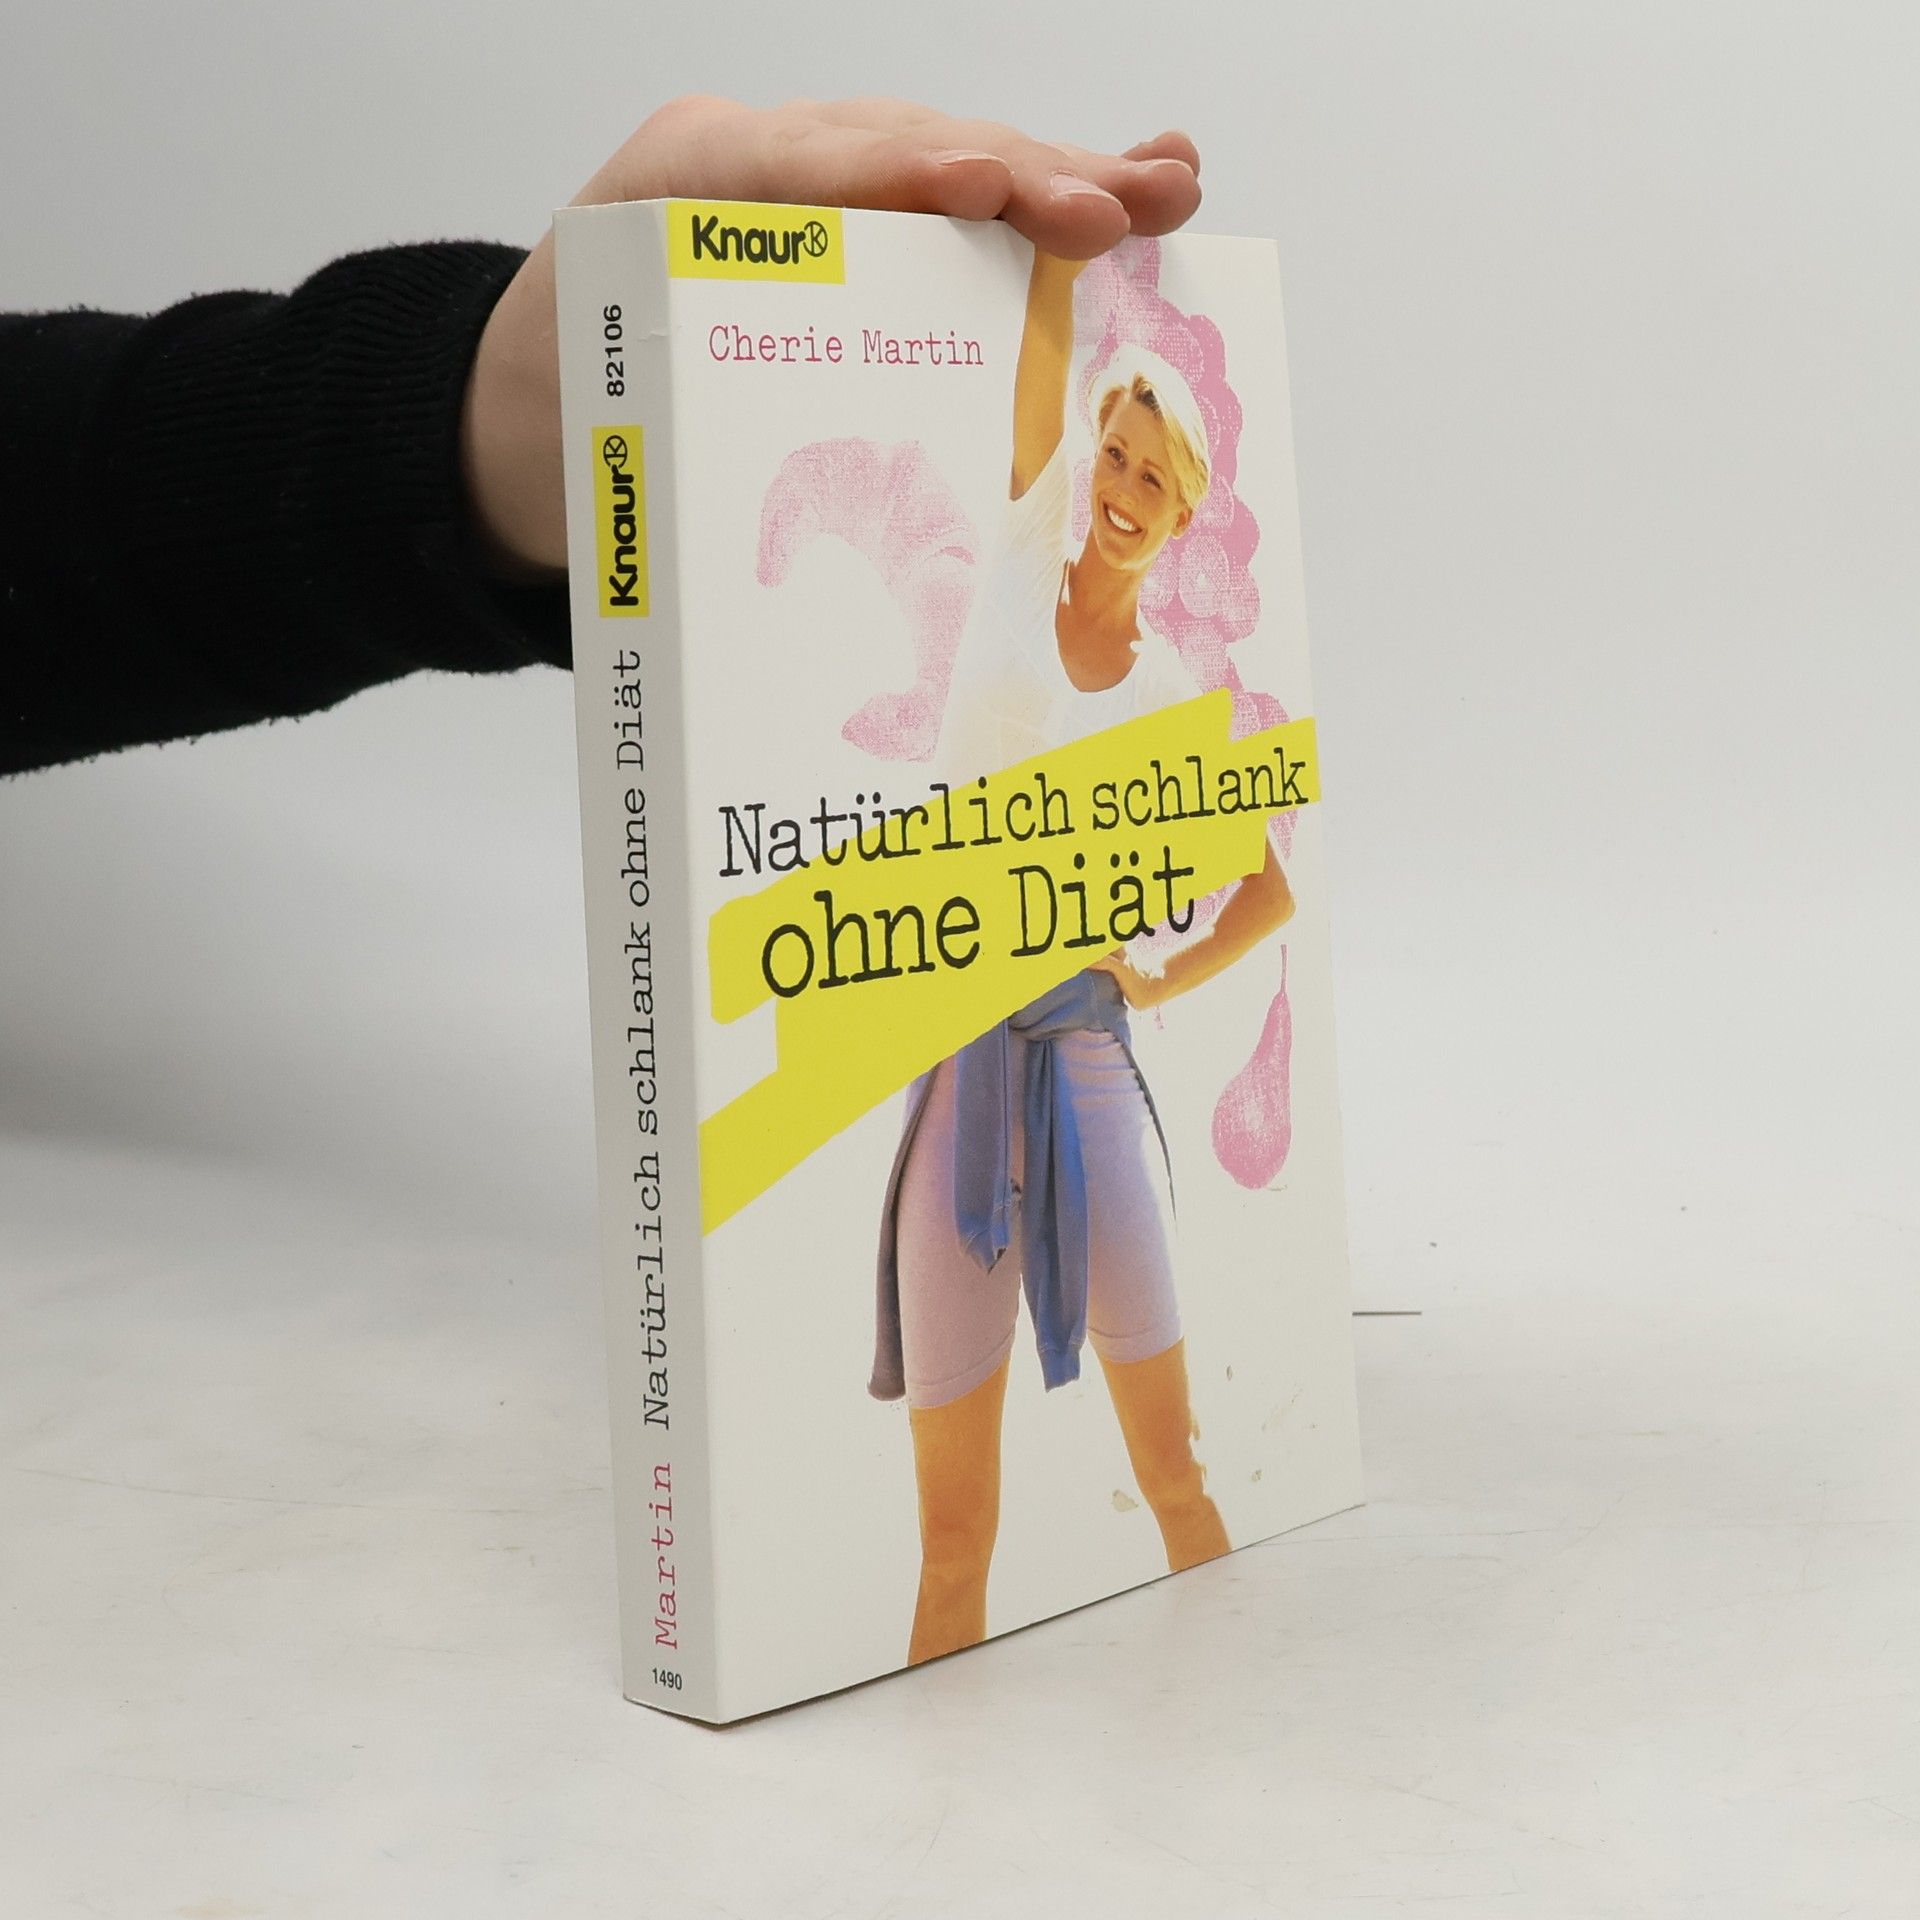 Knaur
Cherie Martin
Natürlich schlank
ohne Diät
82106
Knaur
Martin Natürlich schlank ohne Diät
1490